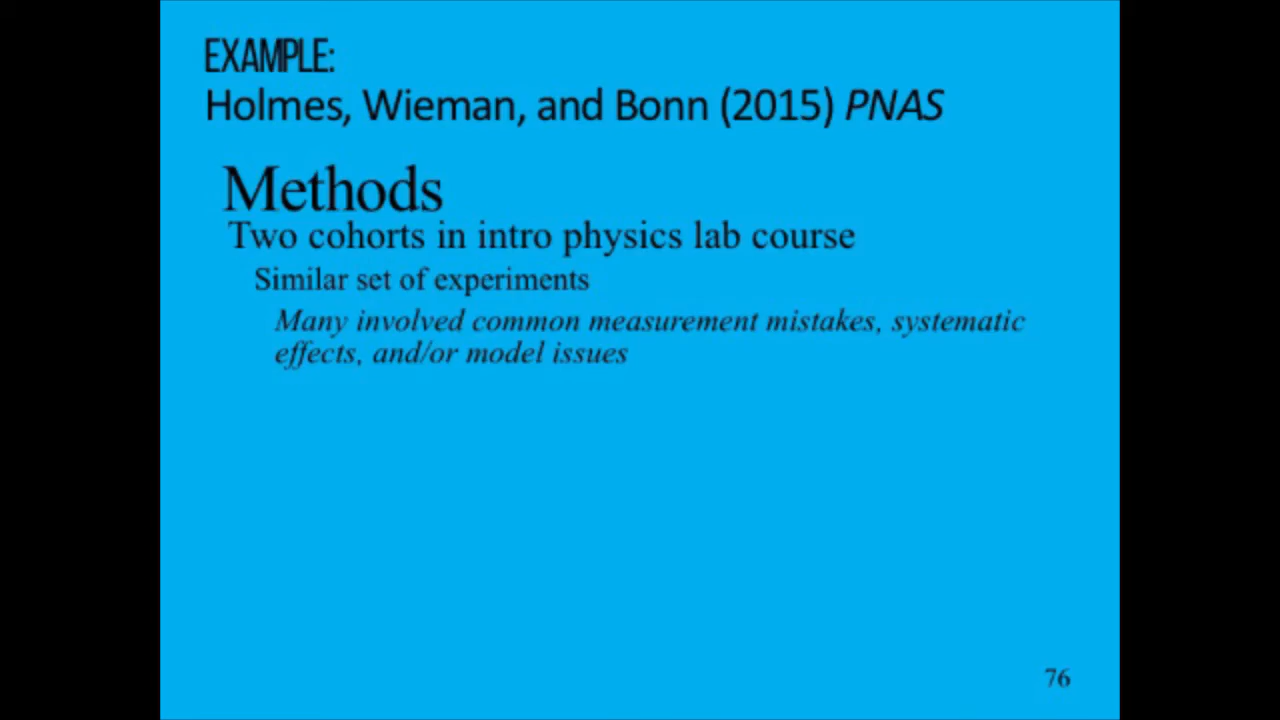 EXAMPLE:
Holmes, Wieman, and Bonn (2015) PNAS
Methods
Two cohorts in intro physics lab course
Similar set of experiments
Many involved common measurement mistakes, systematic
effects, and/or model issues
76